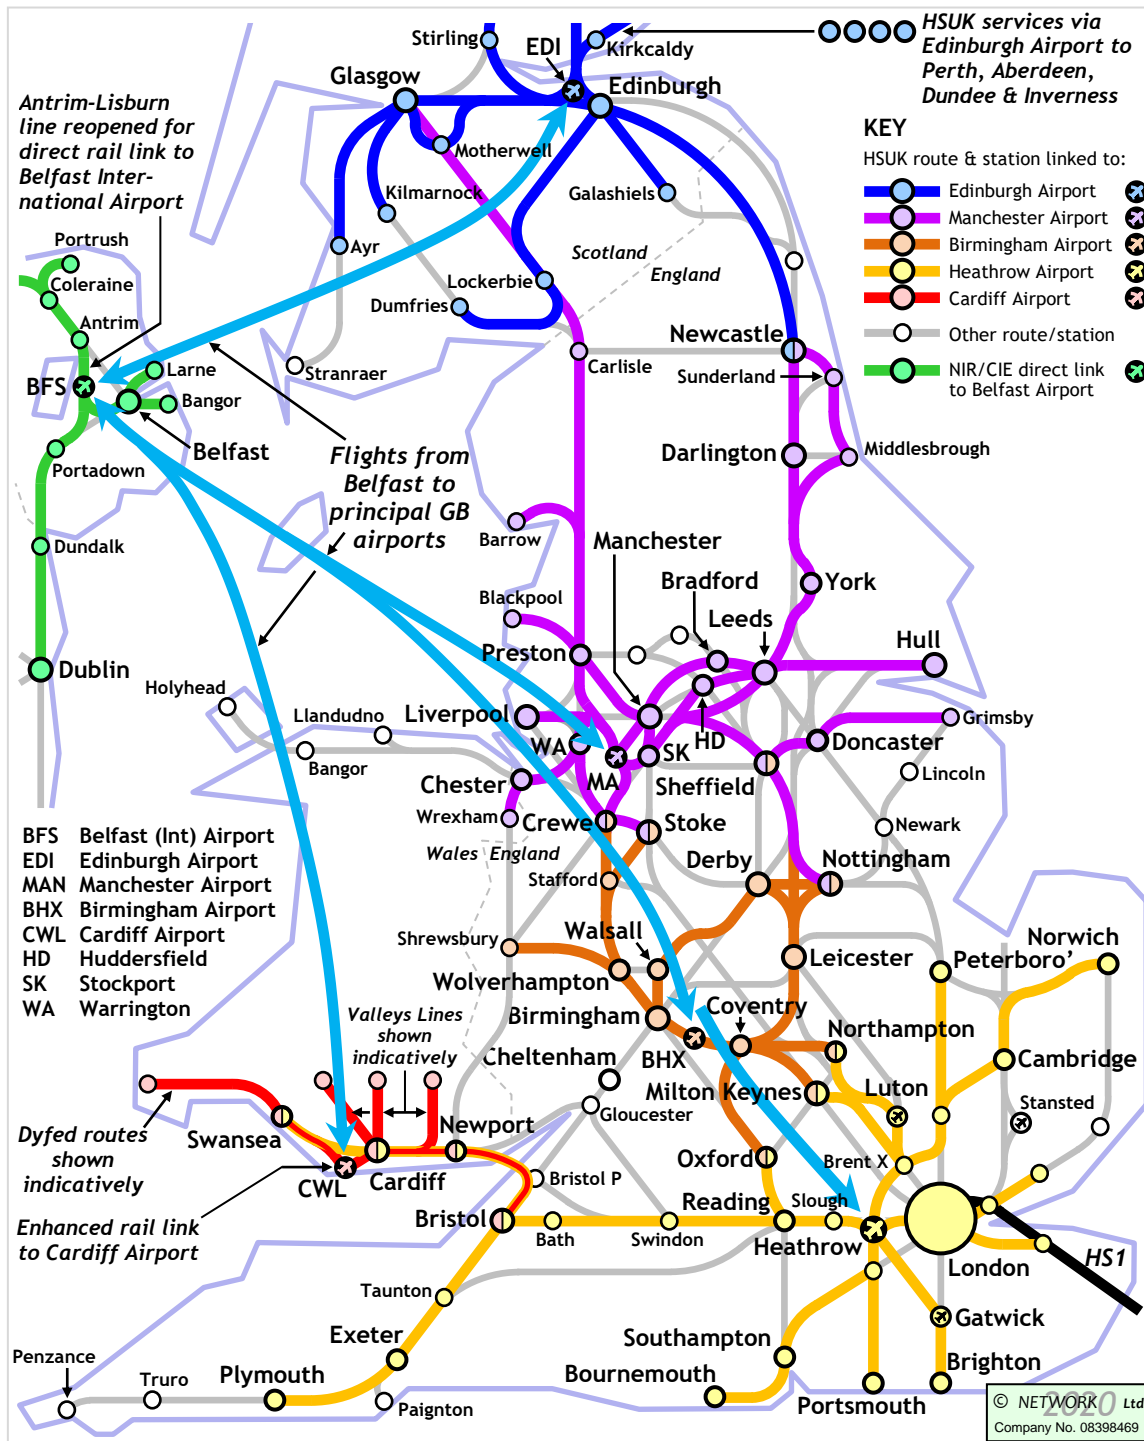 HSUK services via
Edinburgh Airport to
Perth, Aberdeen,
Dundee & Inverness
Stirling
EDI
Kirkcaldy
Glasgow
Edinburgh
Antrim-Lisburn
line reopened for
direct rail link to
Belfast Inter-
national Airport
KEY
HSUK route & station linked to:
Edinburgh Airport
Manchester Airport
Birmingham Airport
Heathrow Airport
Cardiff Airport
Other route/station
NIR/CIE direct link
to Belfast Airport
Motherwell
Kilmarnock
Galashiels
Ayr
Scotland
England
Lockerbie
Dumfries
Portrush
Coleraine
Antrim
Larne
BFS
Bangor
Belfast
Portadown
Dundalk
Dublin
Stranraer
Carlisle
Newcastle
Sunderland
Darlington
Middlesbrough
Flights from
Belfast to
principal GB
airports
Barrow
Manchester
Bradford
York
Blackpool
Leeds
Preston
Hull
Holyhead
Llandudno
Liverpool
Bangor
WA
MA
SK
HD
Grimsby
Doncaster
Sheffield
Lincoln
Chester
Wrexham
Crewe
Stoke
Newark
Wales England
Derby
Nottingham
Stafford
BFS Belfast (Int) Airport
EDI Edinburgh Airport
MAN Manchester Airport
BHX Birmingham Airport
CWL Cardiff Airport
HD Huddersfield
SK Stockport
WA Warrington
Shrewsbury
Walsall
Wolverhampton
Leicester
Peterboro’
Norwich
Birmingham
Coventry
BHX
Northampton
Cambridge
Valleys Lines
shown
indicatively
Cheltenham
Milton Keynes
Luton
Stansted
Gloucester
Dyfed routes
shown
indicatively
Swansea
Newport
CWL
Cardiff
Bristol P
Oxford
Brent X
Enhanced rail link
to Cardiff Airport
Bristol
Bath
Swindon
Reading
Slough
Heathrow
London
HS1
Taunton
Gatwick
Exeter
Southampton
Brighton
Penzance
Truro
Plymouth
Paignton
Bournemouth
Portsmouth
© NETWORK 2020 Ltd
Company No. 08398469